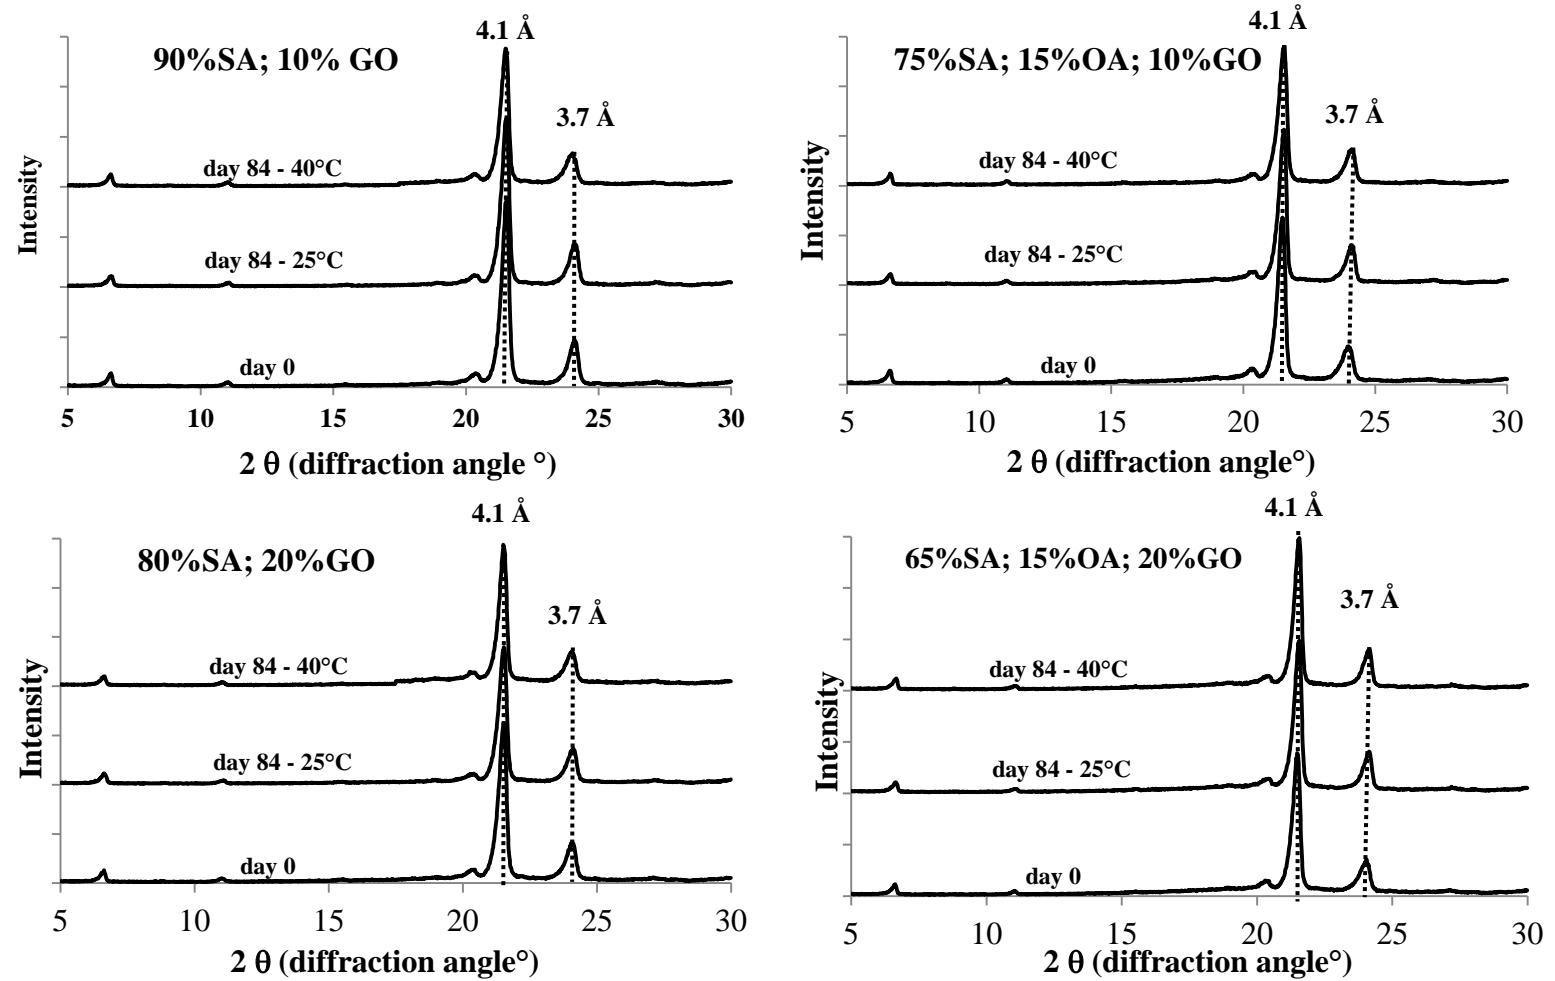 4.1 Å
90%SA; 10% GO
3.7 Å
day 84 - 40°C
day 84 - 25°C
day 0
Intensity
5 10 15 20 25 30
2 θ (diffraction angle °)
4.1 Å
75%SA; 15%OA; 10%GO
3.7 Å
day 84 - 40°C
day 84 - 25°C
day 0
Intensity
5 10 15 20 25 30
2 θ (diffraction angle°)
4.1 Å
80%SA; 20%GO
3.7 Å
day 84 - 40°C
day 84 - 25°C
day 0
Intensity
5 10 15 20 25 30
2 θ (diffraction angle°)
4.1 Å
65%SA; 15%OA; 20%GO
3.7 Å
day 84 - 40°C
day 84 - 25°C
day 0
Intensity
5 10 15 20 25 30
2 θ (diffraction angle°)